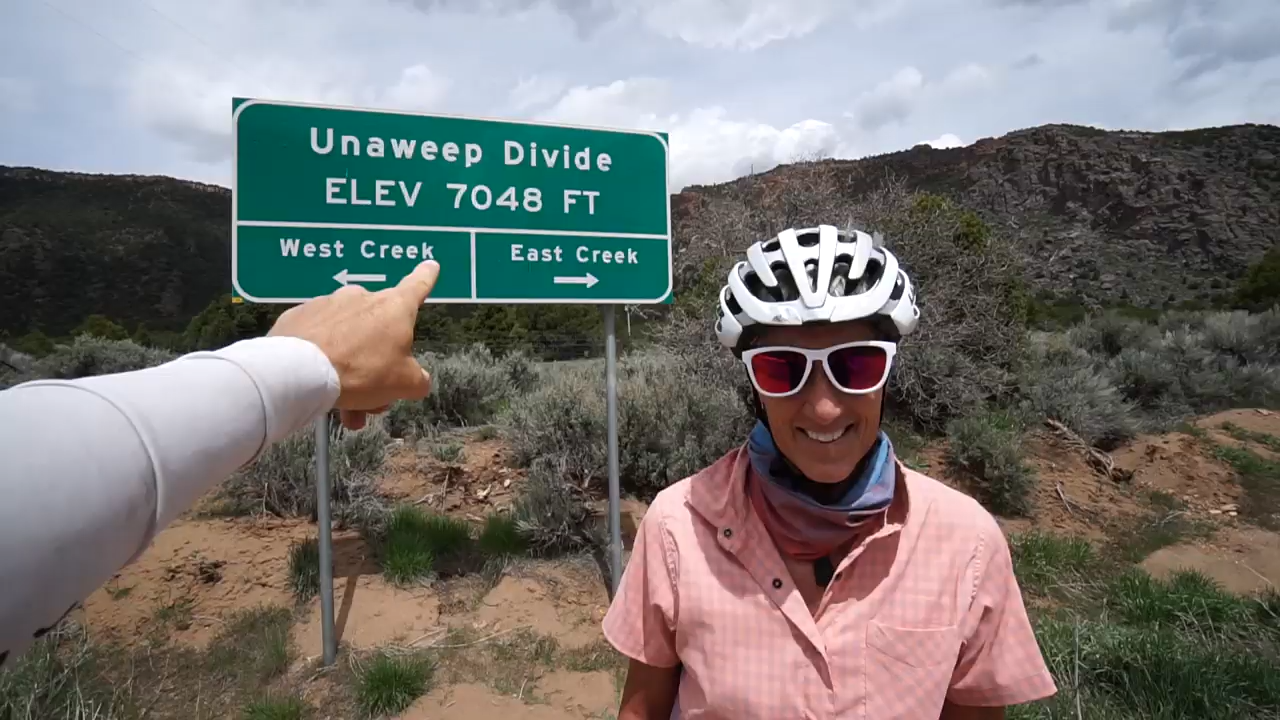 Unaweep Divide
ELEV 7048 FT
West Creek
←
East Creek
→